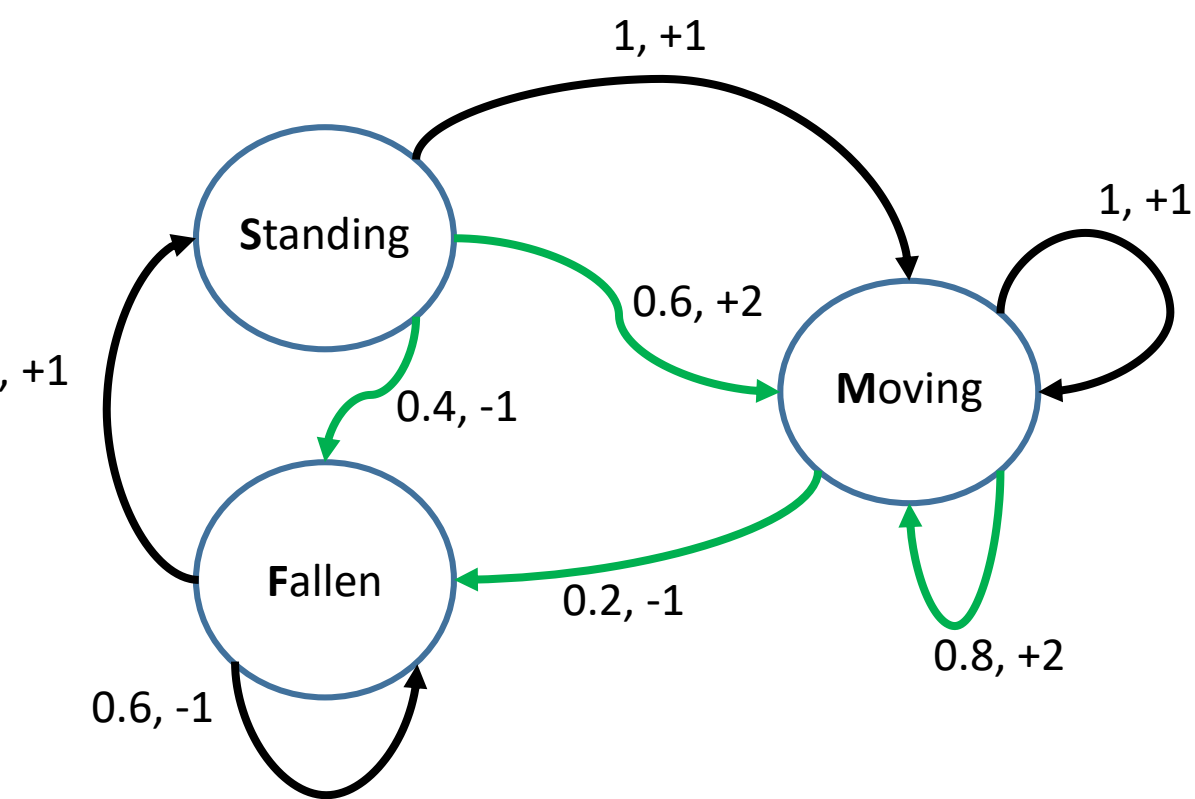 1, +1
1, +1
Standing
0.6, +2
, +1
Moving
0.4, -1
Fallen
0.2, -1
0.8, +2
0.6, -1